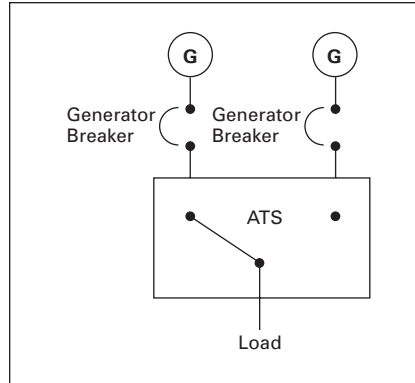 G
G
Generator
Breaker
Generator
Breaker
ATS
Load